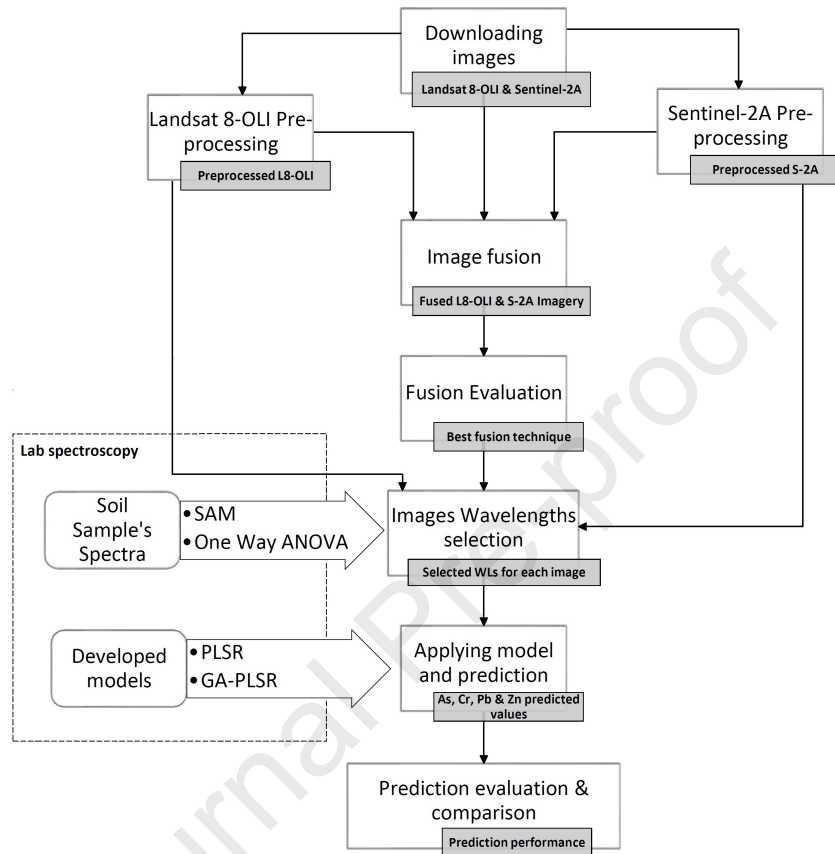 Downloading
images
Landsat 8-OLI & Sentinel-2A
Landsat 8-OLI Pre-
processing
Preprocessed L8-OLI
Sentinel-2A Pre-
processing
Preprocessed S-2A
Image fusion
Fused L8-OLI & S-2A Imagery
Fusion Evaluation
Best fusion technique
Lab spectroscopy
Soil
Sample's
Spectra
• SAM
• One Way ANOVA
Images Wavelengths
selection
Selected WLs for each image
Developed
models
• PLSR
• GA-PLSR
Applying model
and prediction
As, Cr, Pb & Zn predicted
values
Prediction evaluation &
comparison
Prediction performance
urnal Pre-proof